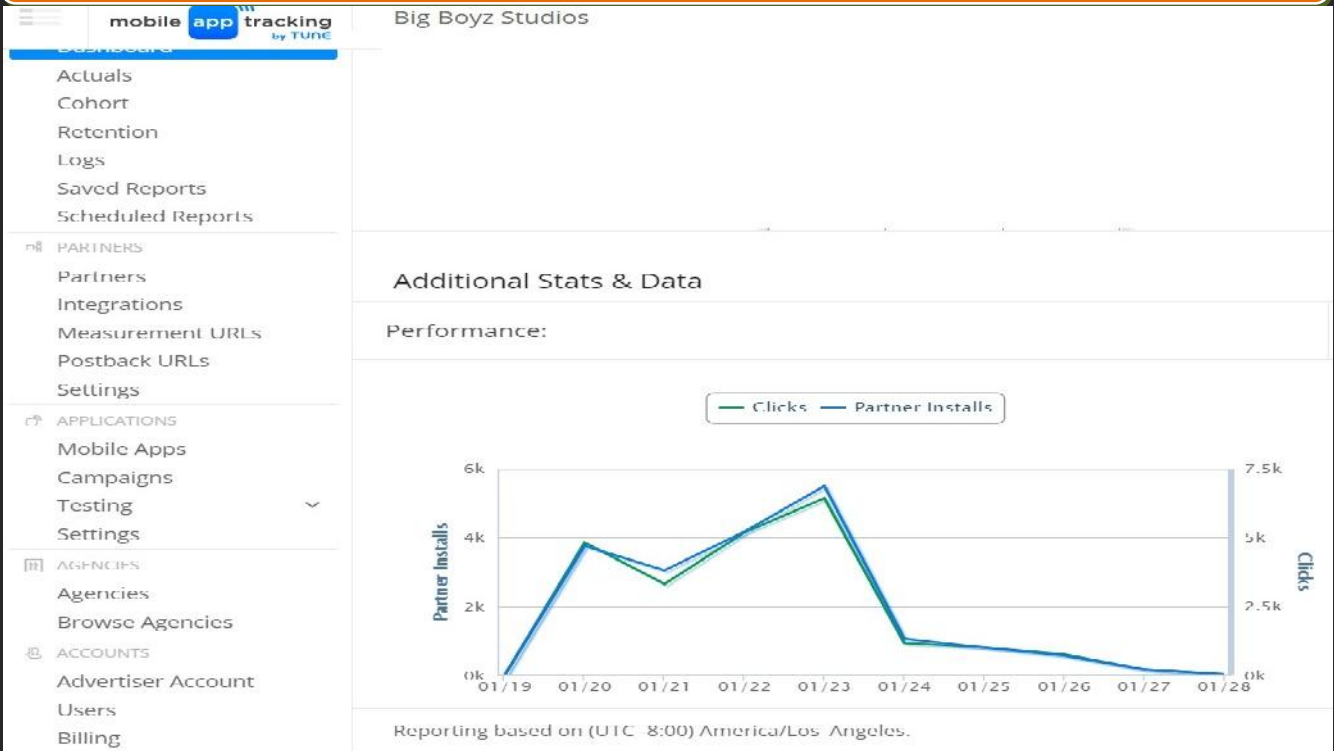 mobile app tracking
by TUNE
Big Boyz Studios
Dashboard
Actuals
Cohort
Retention
Logs
Saved Reports
Scheduled Reports
PARTNERS
Partners
Integrations
Measurement URLs
Postback URLs
Settings
APPLICATIONS
Mobile Apps
Campaigns
Testing
Settings
AGENCIES
Agencies
Browse Agencies
ACCOUNTS
Advertiser Account
Users
Billing
Additional Stats & Data
Performance:
Clicks Partner Installs
6k 7.5k
4k 5k
2k 2.5k
0k 0k
Partner Installs
Clicks
01/19 01/20 01/21 01/22 01/23 01/24 01/25 01/26 01/27 01/28
Reporting based on (UTC -8:00) America/Los Angeles.